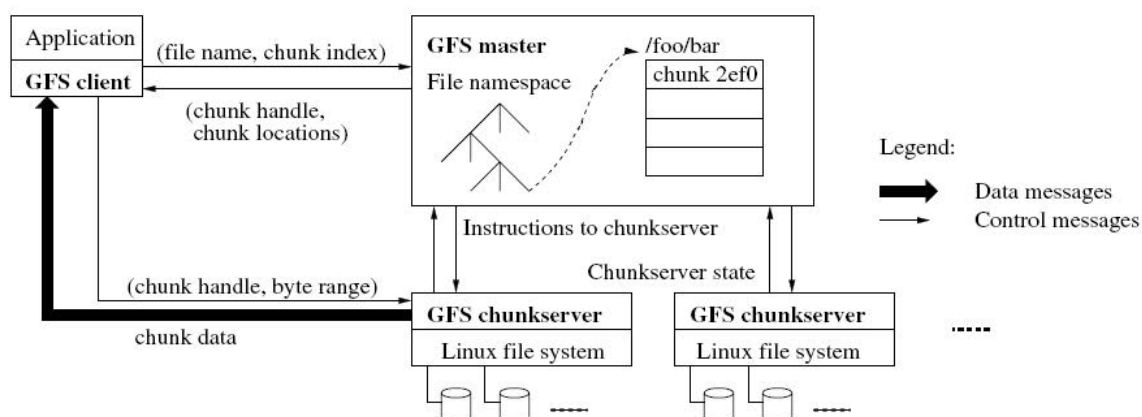 Application
GFS client
(file name, chunk index)
(chunk handle,
chunk locations)
GFS master
File namespace
/foo/bar
chunk 2ef0
Legend:
Data messages
Control messages
Instructions to chunkserver
Chunkserver state
(chunk handle, byte range)
chunk data
GFS chunkserver
Linux file system
GFS chunkserver
Linux file system